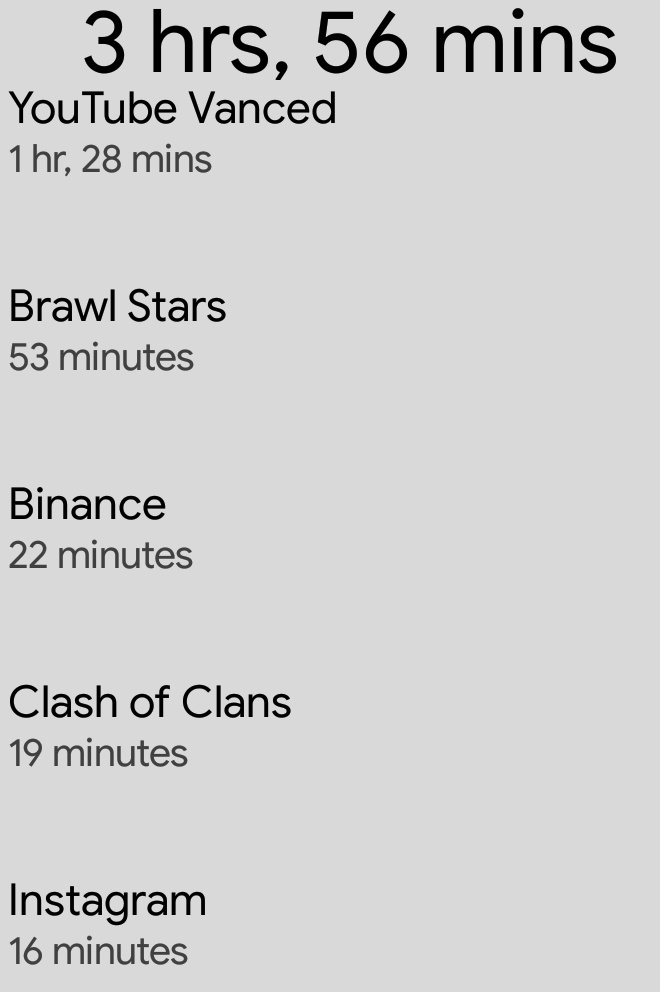 3 hrs, 56 mins
YouTube Vanced
1 hr, 28 mins
Brawl Stars
53 minutes
Binance
22 minutes
Clash of Clans
19 minutes
Instagram
16 minutes